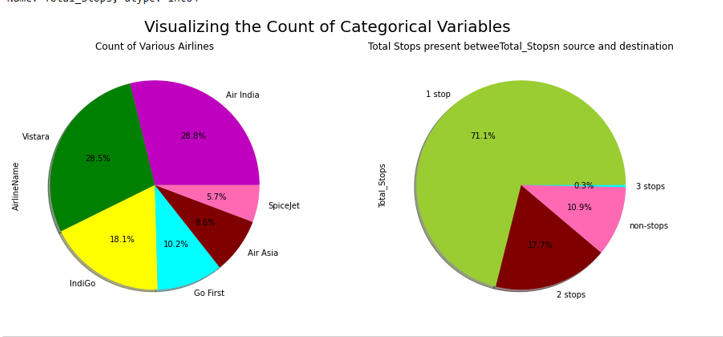 Name: Total_Stops, dtype: int64
Visualizing the Count of Categorical Variables
Count of Various Airlines
Total Stops present betweeTotal_Stopsn source and destination
Air India
1 stop
28.8%
71.1%
Vistara
28.5%
AirlineName
Total_Stops
5.7%
0.3%
3 stops
SpiceJet
10.9%
8.6%
non-stops
18.1%
10.2%
17.7%
Air Asia
IndiGo
Go First
2 stops